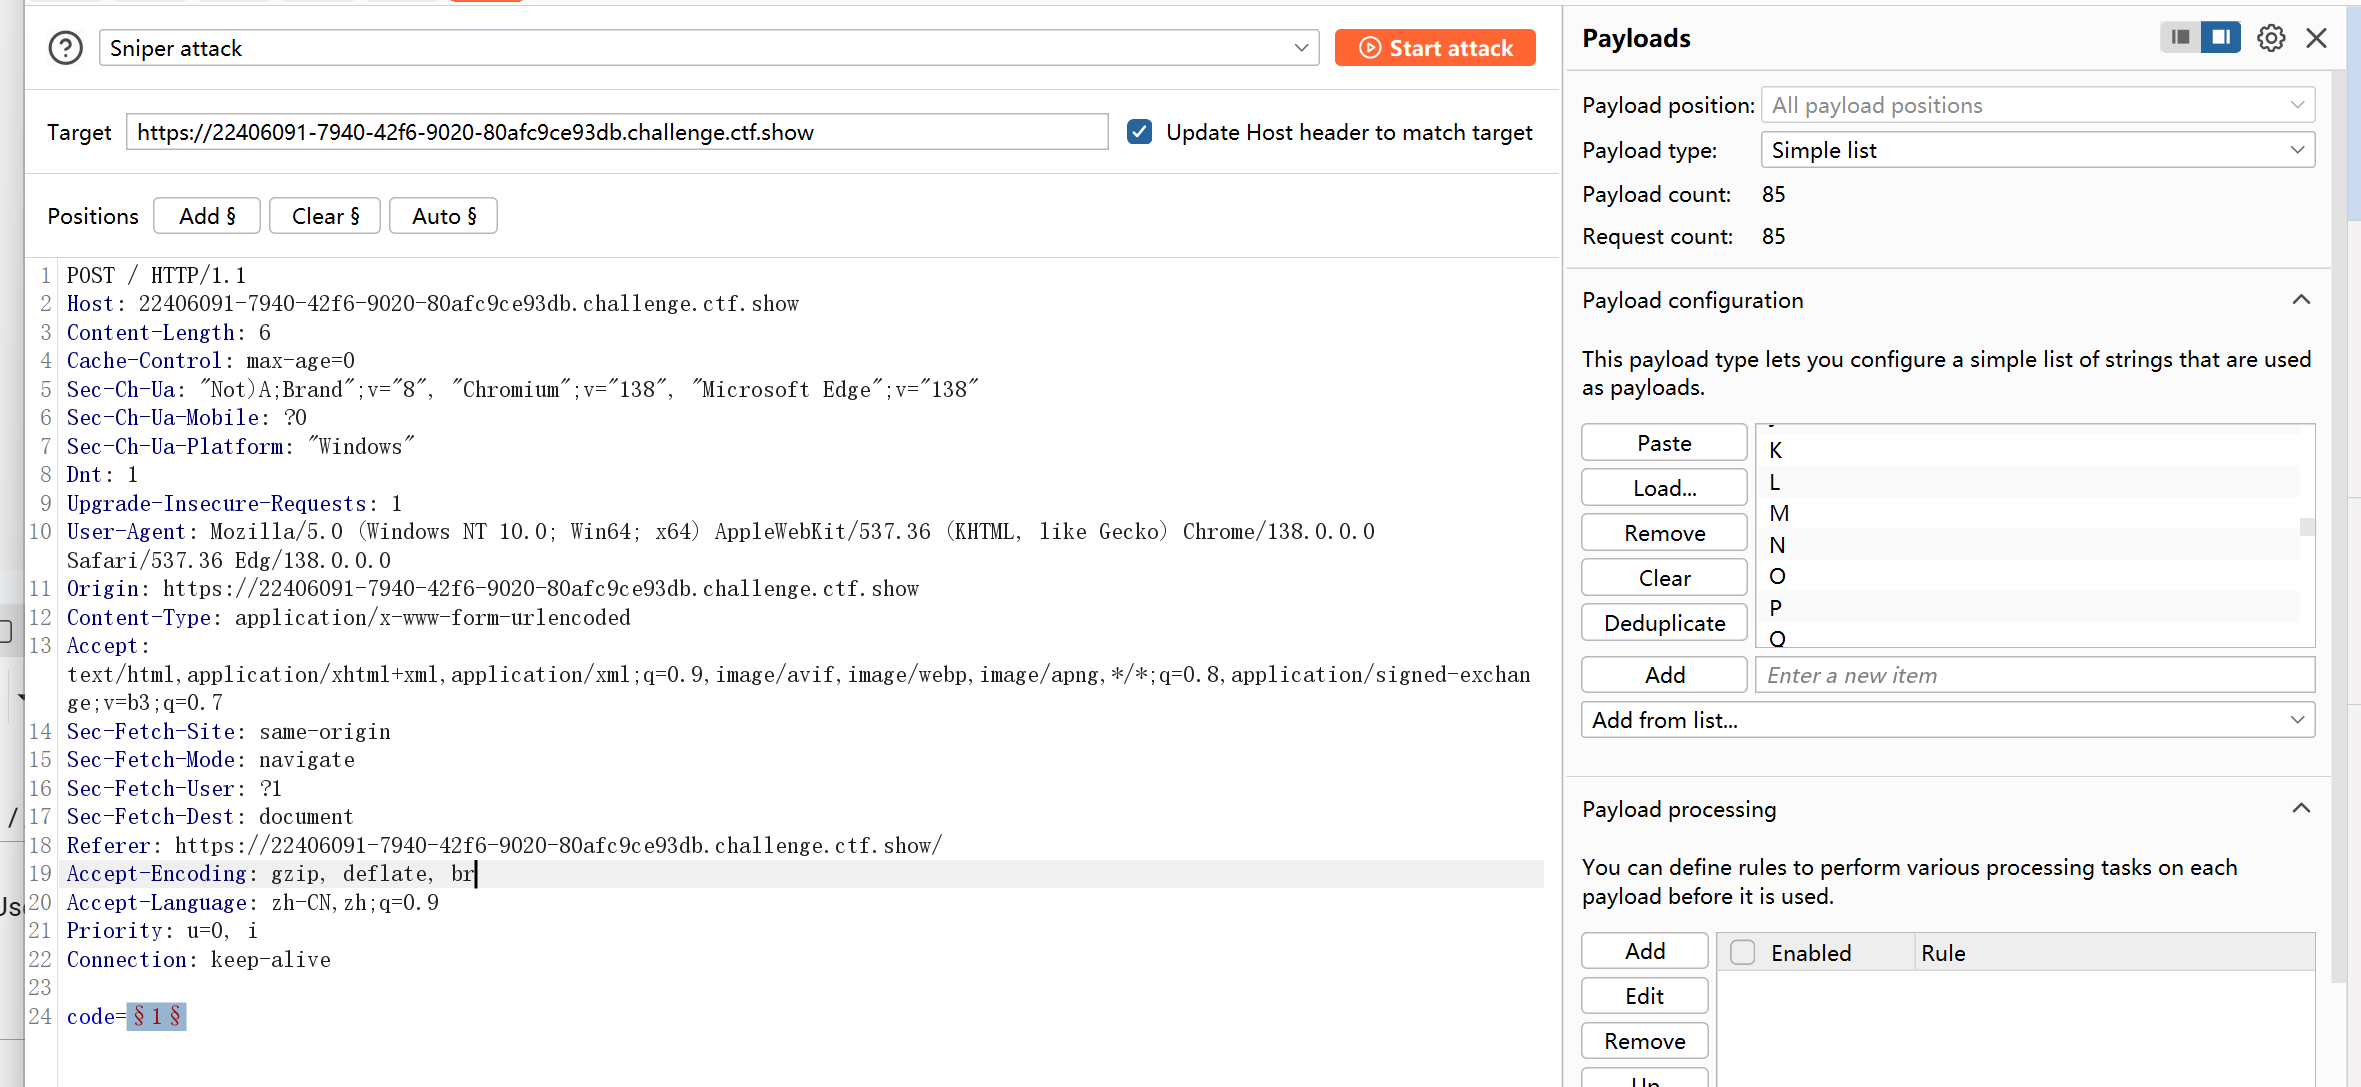 Sniper attack
Start attack
Target
https://22406091-7940-42f6-9020-80afc9ce93db.challenge.ctf.show
Update Host header to match target
Positions
Add §
Clear §
Auto §
1 POST / HTTP/1.1
2 Host: 22406091-7940-42f6-9020-80afc9ce93db.challenge.ctf.show
3 Content-Length: 6
4 Cache-Control: max-age=0
5 Sec-Ch-Ua: "Not)A;Brand";v="8", "Chromium";v="138", "Microsoft Edge";v="138"
6 Sec-Ch-Ua-Mobile: ?0
7 Sec-Ch-Ua-Platform: "Windows"
8 Dnt: 1
9 Upgrade-Insecure-Requests: 1
10 User-Agent: Mozilla/5.0 (Windows NT 10.0; Win64; x64) AppleWebKit/537.36 (KHTML, like Gecko) Chrome/138.0.0.0
Safari/537.36 Edg/138.0.0.0
11 Origin: https://22406091-7940-42f6-9020-80afc9ce93db.challenge.ctf.show
12 Content-Type: application/x-www-form-urlencoded
13 Accept:
text/html,application/xhtml+xml,application/xml;q=0.9,image/avif,image/webp,image/apng,*/*;q=0.8,application/signed-exchan
ge;v=b3;q=0.7
14 Sec-Fetch-Site: same-origin
15 Sec-Fetch-Mode: navigate
16 Sec-Fetch-User: ?1
17 Sec-Fetch-Dest: document
18 Referer: https://22406091-7940-42f6-9020-80afc9ce93db.challenge.ctf.show/
19 Accept-Encoding: gzip, deflate, br
20 Accept-Language: zh-CN,zh;q=0.9
21 Priority: u=0, i
22 Connection: keep-alive
23
24 code=§1§
Payloads
Payload position: All payload positions
Payload type: Simple list
Payload count: 85
Request count: 85
Payload configuration
This payload type lets you configure a simple list of strings that are used
as payloads.
Paste
Load...
Remove
Clear
Deduplicate
K
L
M
N
O
P
Q
Add
Enter a new item
Add from list...
Payload processing
You can define rules to perform various processing tasks on each
payload before it is used.
Add
Edit
Remove
Up
Enabled
Rule